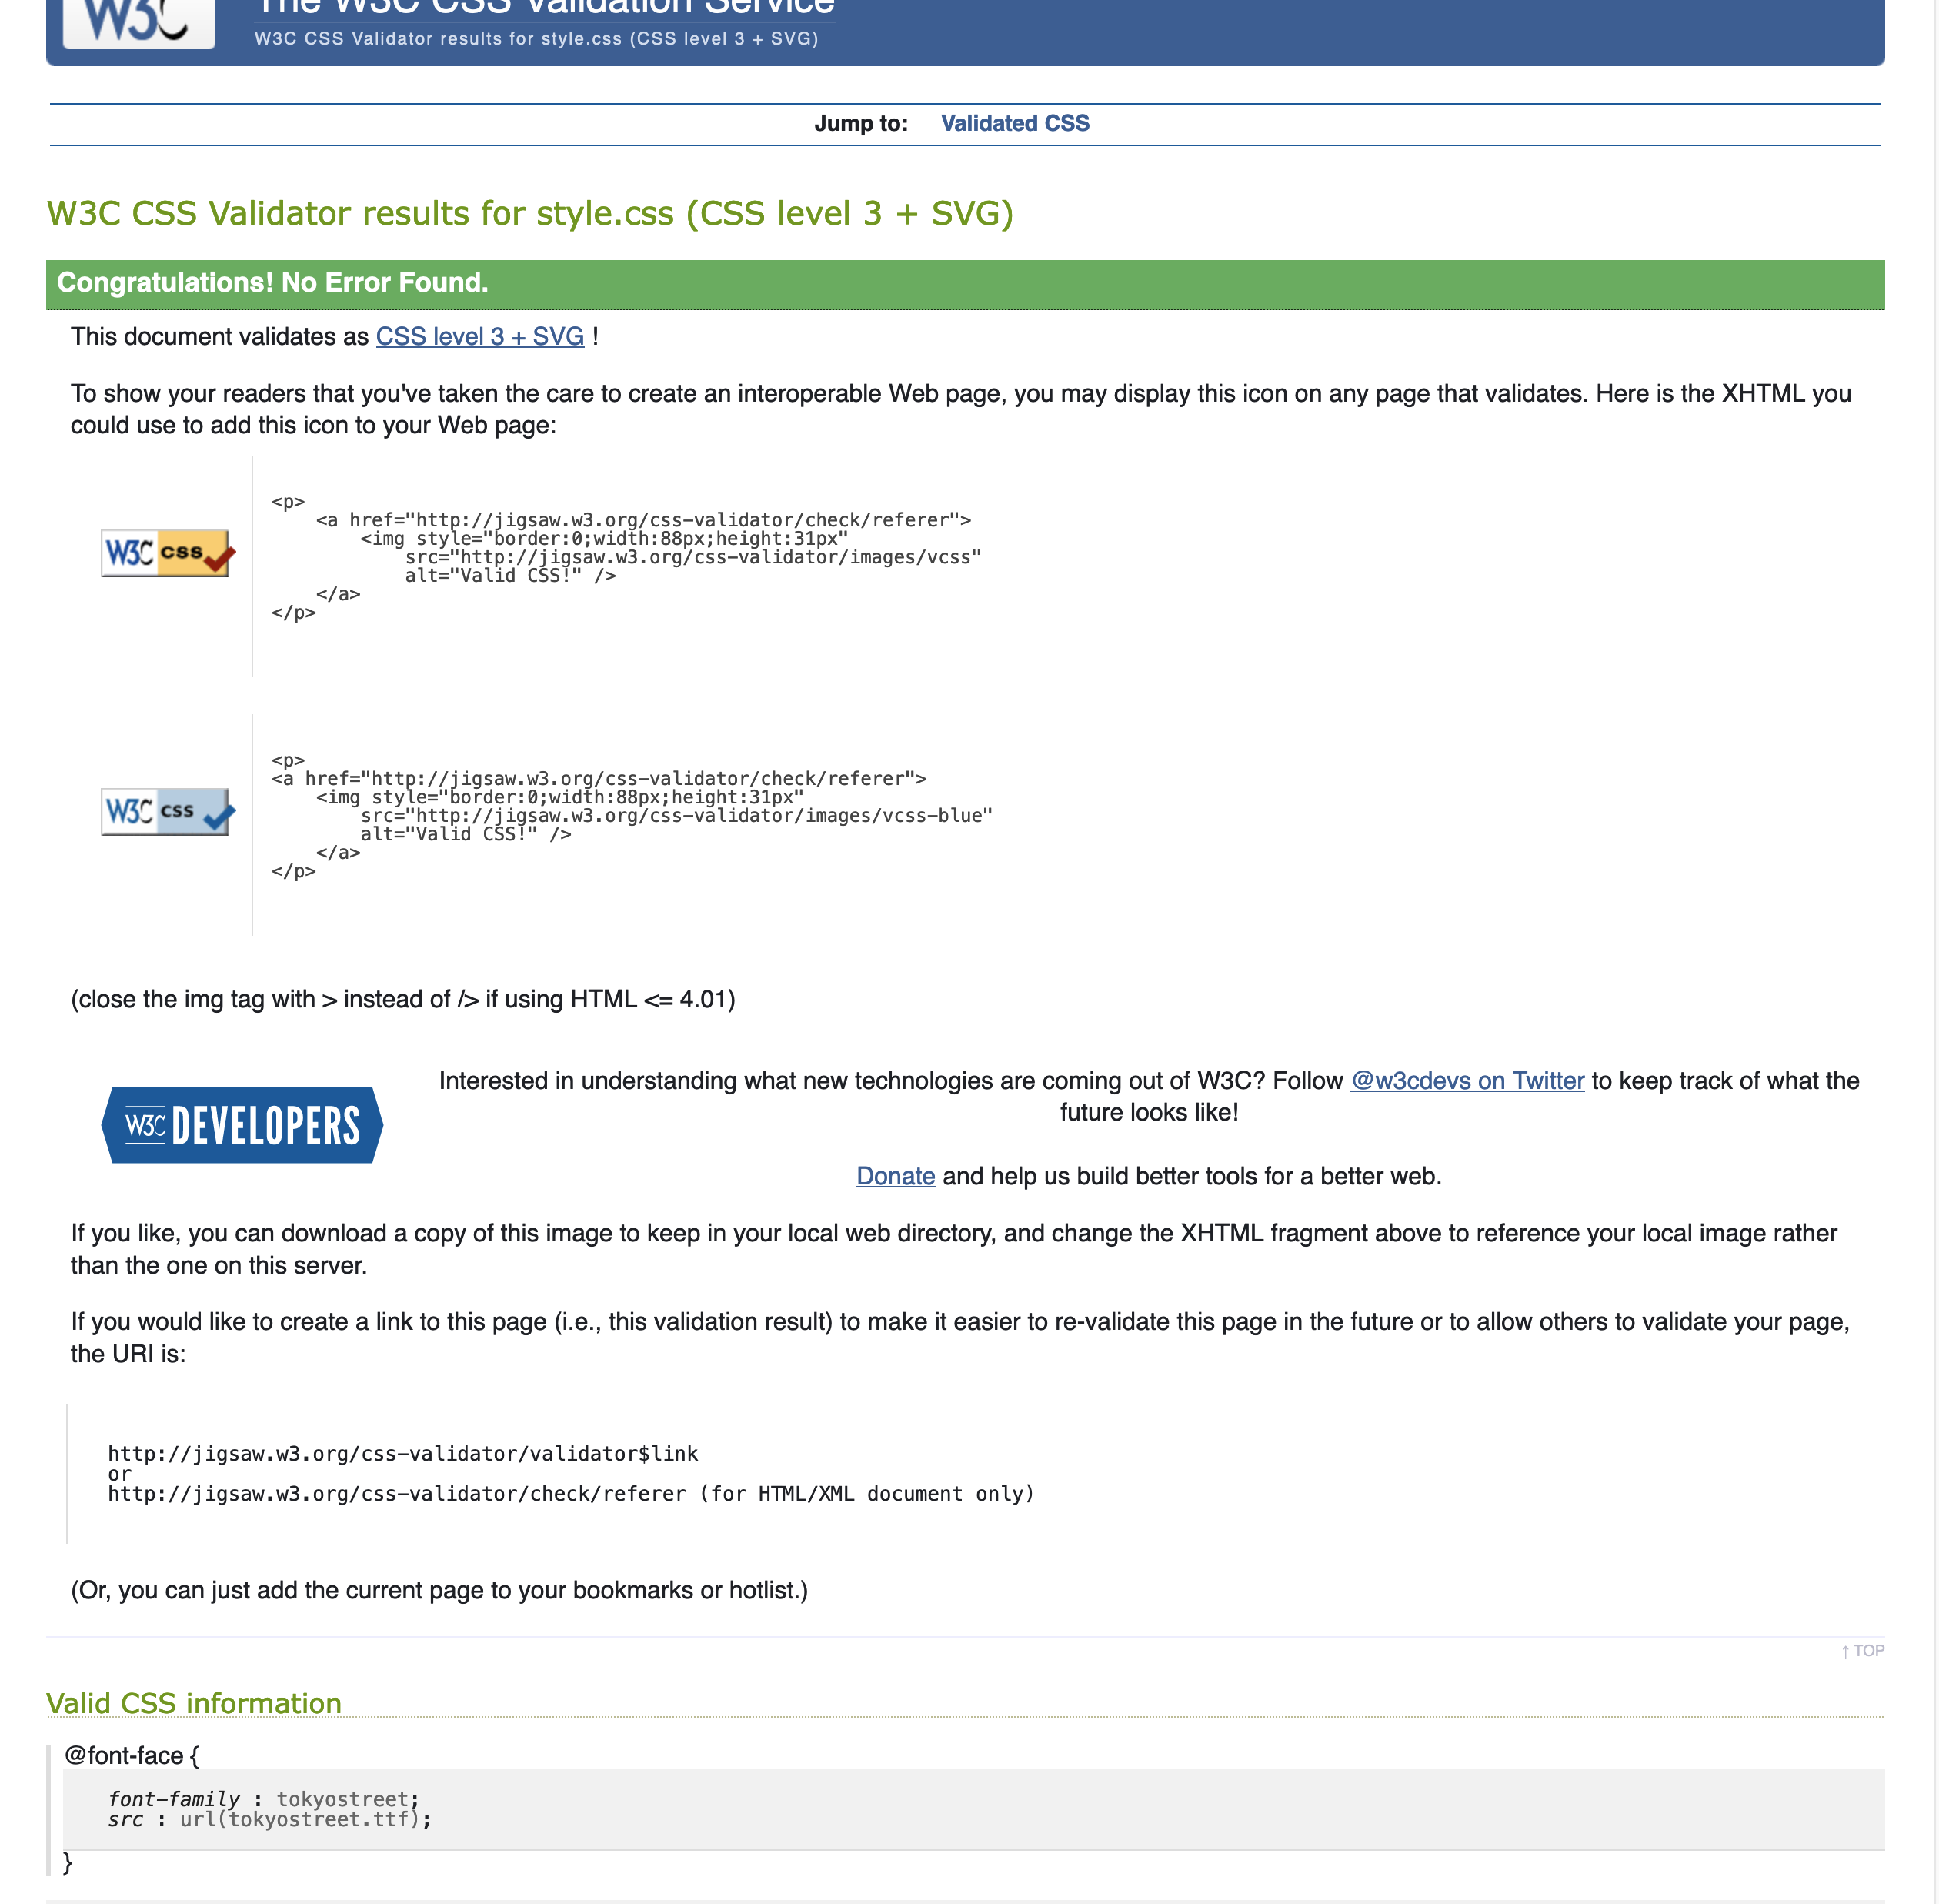 W3C
The W3C CSS Validation Service
W3C CSS Validator results for style.css (CSS level 3 + SVG)
Jump to: Validated CSS
W3C CSS Validator results for style.css (CSS level 3 + SVG)
Congratulations! No Error Found.
This document validates as CSS level 3 + SVG !
To show your readers that you've taken the care to create an interoperable Web page, you may display this icon on any page that validates. Here is the XHTML you
could use to add this icon to your Web page:
W3C css
<p>
    <a href="http://jigsaw.w3.org/css-validator/check/referer">
        <img style="border:0;width:88px;height:31px"
            src="http://jigsaw.w3.org/css-validator/images/vcss"
            alt="Valid CSS!" />
    </a>
</p>
W3C css
<p>
<a href="http://jigsaw.w3.org/css-validator/check/referer">
    <img style="border:0;width:88px;height:31px"
        src="http://jigsaw.w3.org/css-validator/images/vcss-blue"
        alt="Valid CSS!" />
    </a>
</p>
(close the img tag with > instead of /> if using HTML <= 4.01)
W3C DEVELOPERS
Interested in understanding what new technologies are coming out of W3C? Follow @w3cdevs on Twitter to keep track of what the
future looks like!
Donate and help us build better tools for a better web.
If you like, you can download a copy of this image to keep in your local web directory, and change the XHTML fragment above to reference your local image rather
than the one on this server.
If you would like to create a link to this page (i.e., this validation result) to make it easier to re-validate this page in the future or to allow others to validate your page,
the URI is:
http://jigsaw.w3.org/css-validator/validator$link
or
http://jigsaw.w3.org/css-validator/check/referer (for HTML/XML document only)
(Or, you can just add the current page to your bookmarks or hotlist.)
↑ TOP
Valid CSS information
@font-face {
font-family : tokyostreet;
src : url(tokyostreet.ttf);
}